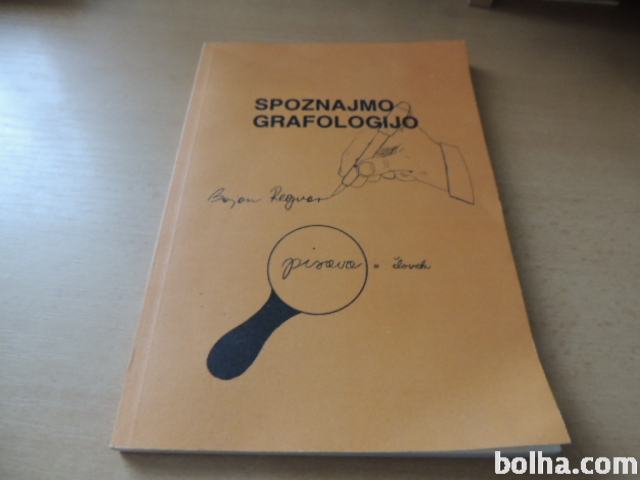 SPOZNAJMO
GRAFOLOGIJO
Bojan Regvar
pisava = človek
bolha.com